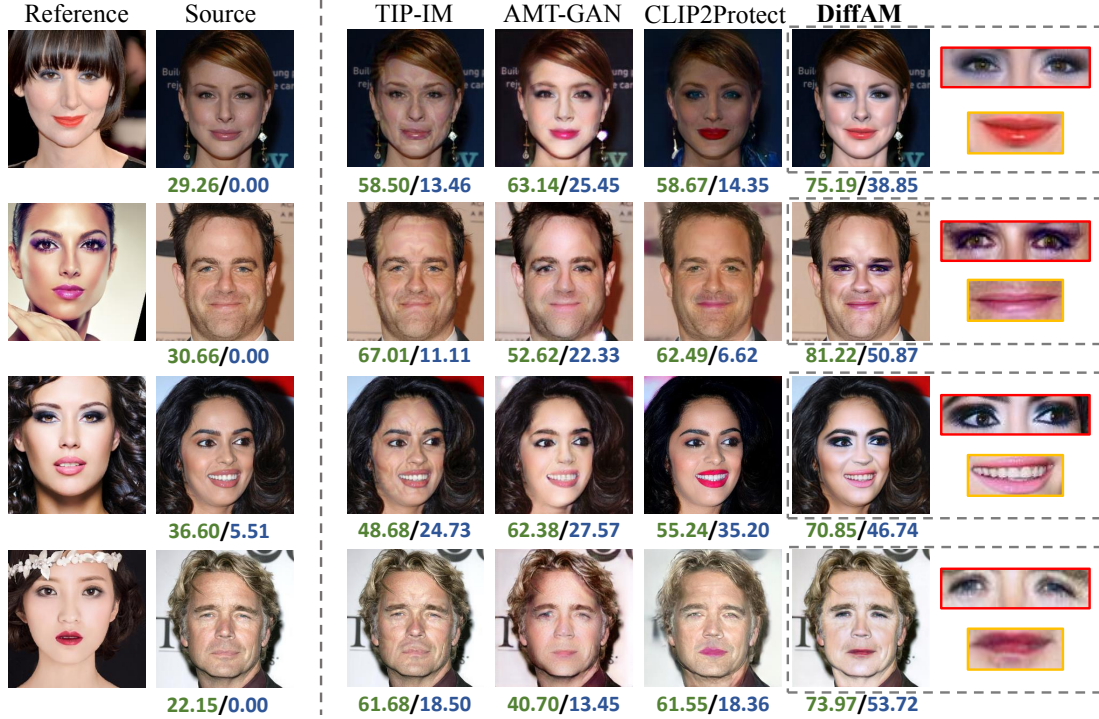 Reference Source TIP-IM AMT-GAN CLIP2Protect DiffAM
29.26/0.00 58.50/13.46 63.14/25.45 58.67/14.35 75.19/38.85
30.66/0.00 67.01/11.11 52.62/22.33 62.49/6.62 81.22/50.87
36.60/5.51 48.68/24.73 62.38/27.57 55.24/35.20 70.85/46.74
22.15/0.00 61.68/18.50 40.70/13.45 61.55/18.36 73.97/53.72